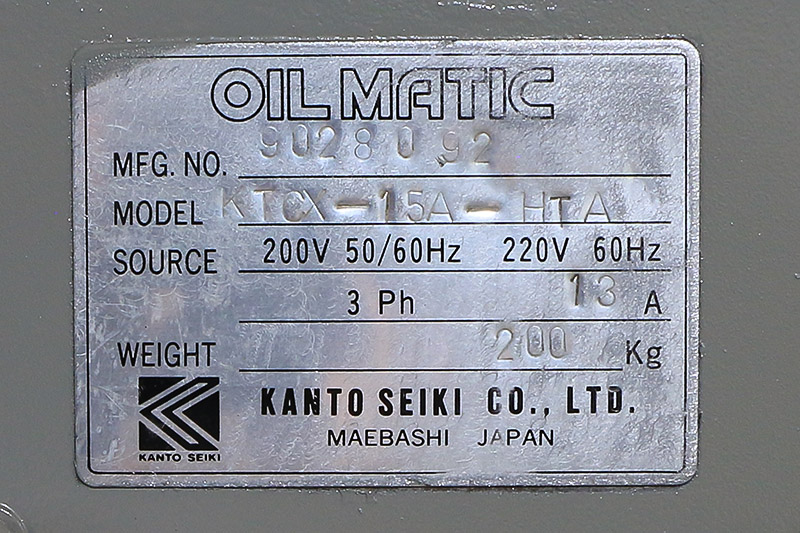 OILMATIC
MFG. NO. 9028092
MODEL KTCX-15A-HTA
SOURCE 200V 50/60Hz 220V 60Hz
3 Ph 13 A
WEIGHT 200 Kg
KANTO SEIKI CO., LTD.
KANTO SEIKI MAEBASHI JAPAN